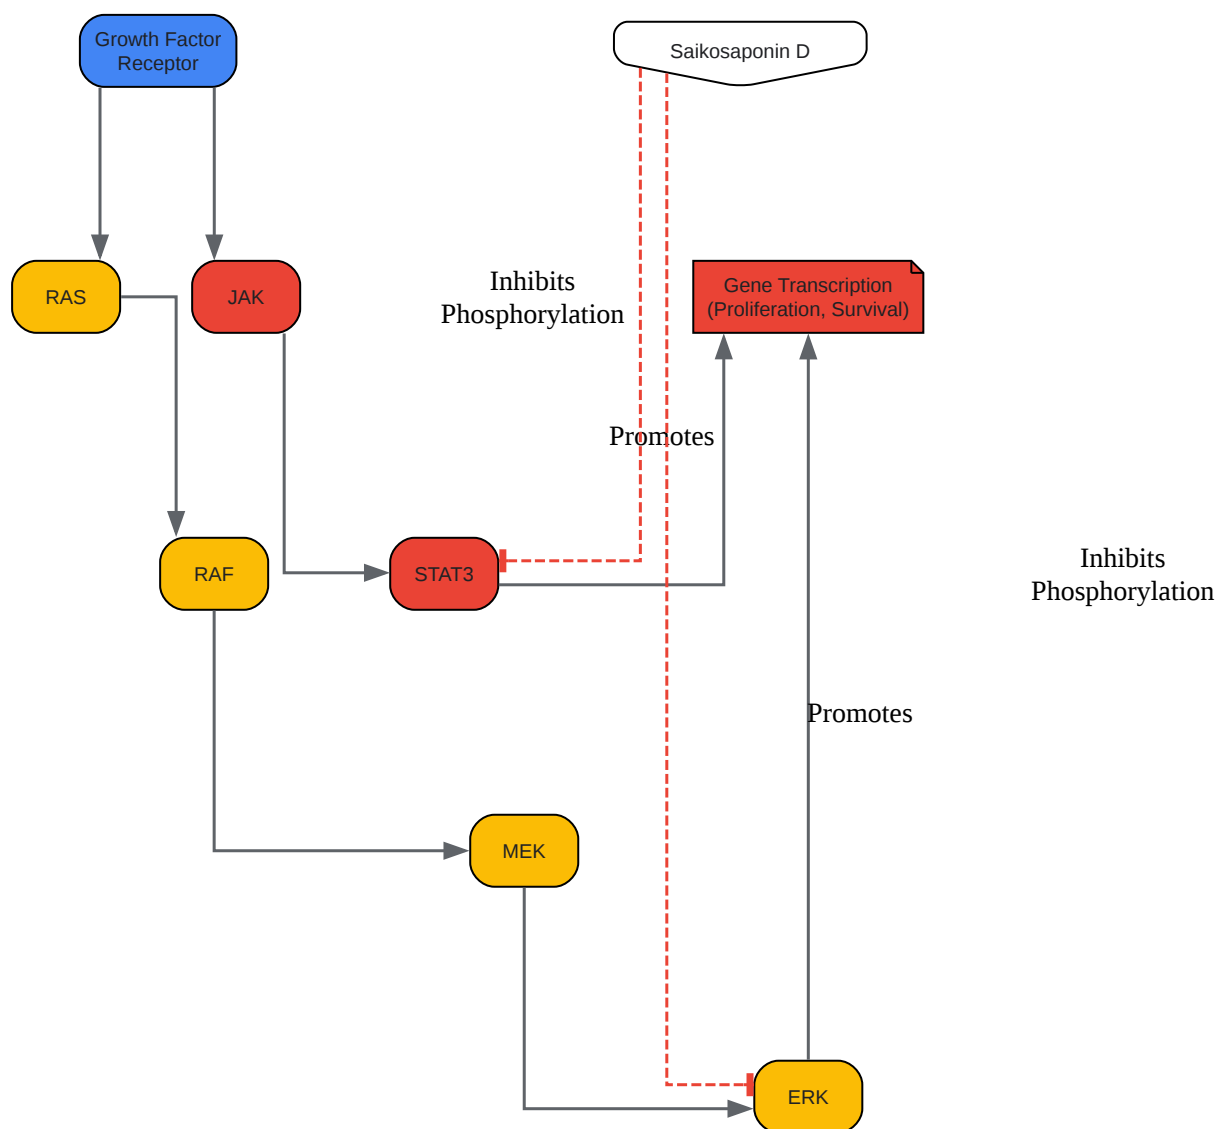 Growth Factor
Receptor
Saikosaponin D
RAS
JAK
Inhibits
Phosphorylation
Gene Transcription
(Proliferation, Survival)
Promotes
RAF
STAT3
Inhibits
Phosphorylation
Promotes
MEK
ERK